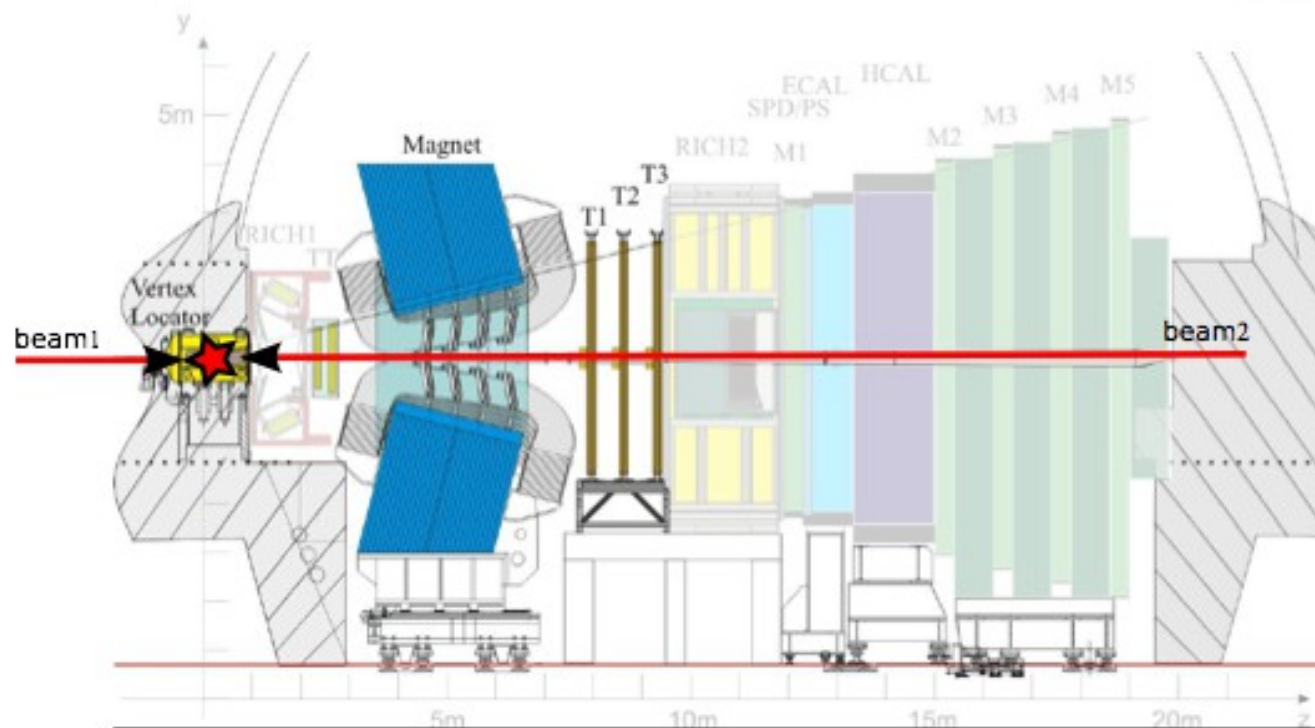 y
5m
Magnet
HCAL
ECAL
SPD/PS
RICH2
M1
M2
M3
M4
M5
T1
T2
T3
RICH1
TT
Vertex
Locator
beam1
beam2
5m
10m
15m
20m
z